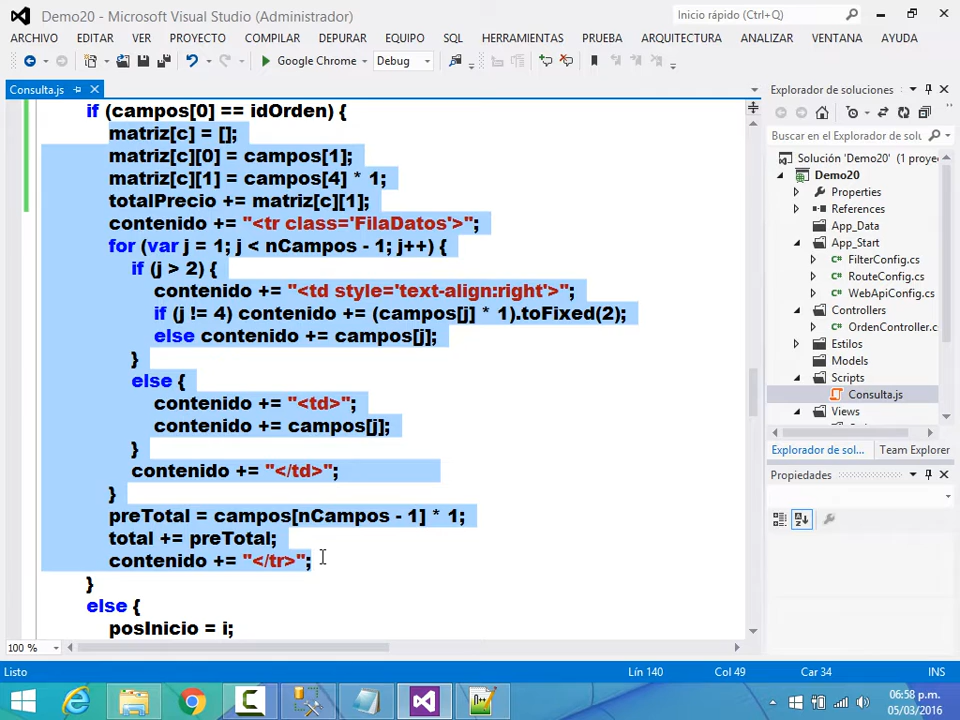 Demo20 - Microsoft Visual Studio (Administrador)
Inicio rápido (Ctrl+Q)
ARCHIVO EDITAR VER PROYECTO COMPILAR DEPURAR EQUIPO SQL HERRAMIENTAS PRUEBA ARQUITECTURA ANALIZAR VENTANA AYUDA
Google Chrome Debug
Consulta.js
if (campos[0] == idOrden) {
matriz[c] = [];
matriz[c][0] = campos[1];
matriz[c][1] = campos[4] * 1;
totalPrecio += matriz[c][1];
contenido += "<tr class='FilaDatos'>";
for (var j = 1; j < nCampos - 1; j++) {
if (j > 2) {
contenido += "<td style='text-align:right'>";
if (j != 4) contenido += (campos[j] * 1).toFixed(2);
else contenido += campos[j];
}
else {
contenido += "<td>";
contenido += campos[j];
}
contenido += "</td>";
}
preTotal = campos[nCampos - 1] * 1;
total += preTotal;
contenido += "</tr>";
}
else {
posInicio = i;
100 %
Explorador de soluciones
Buscar en el Explorador de solu
Solución 'Demo20' (1 proye
Demo20
Properties
References
App_Data
App_Start
C# FilterConfig.cs
C# RouteConfig.cs
C# WebApiConfig.cs
Controllers
C# OrdenController.c
Estilos
Models
Scripts
Consulta.js
Views
Explorador de sol... Team Explorer
Propiedades
Listo Lín 140 Col 49 Car 34 INS
06:58 p.m.
05/03/2016